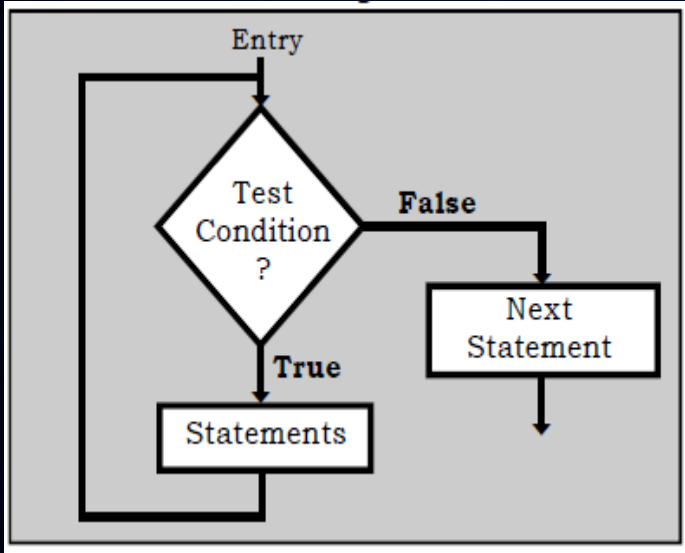 Entry
Test
Condition
?
False
Next
Statement
True
Statements